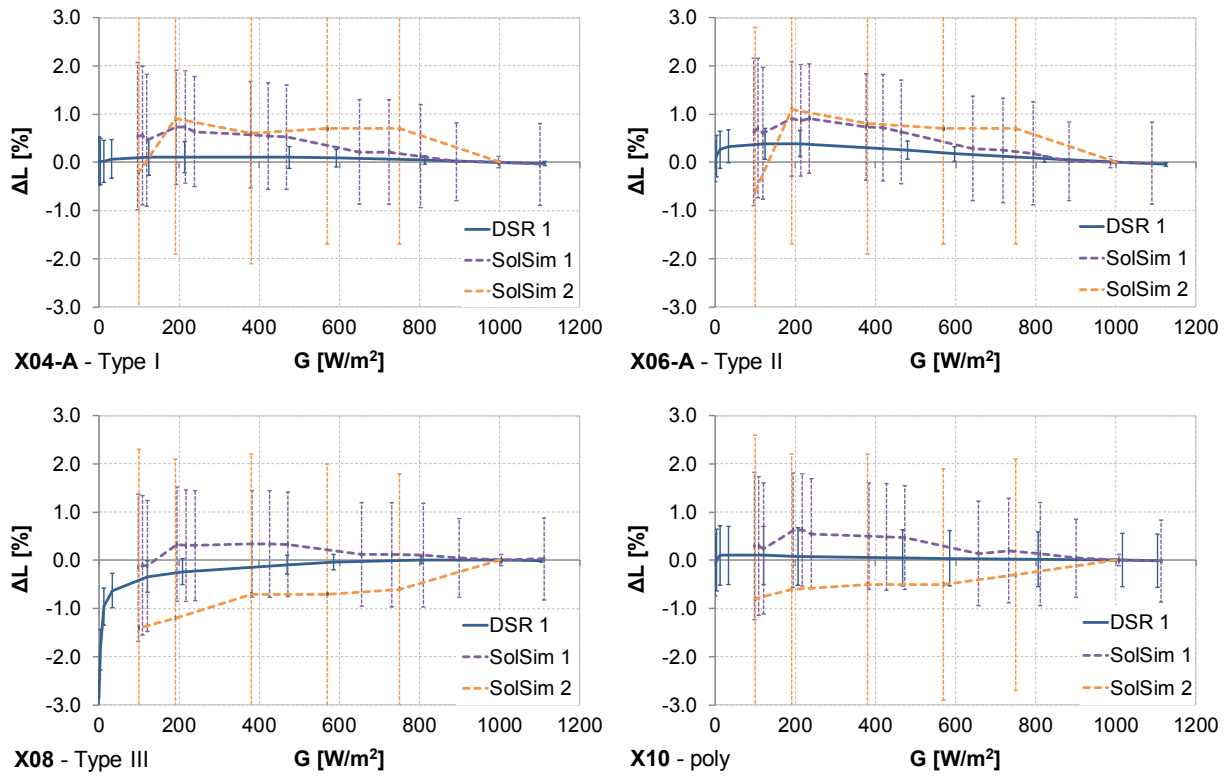 3.0
2.0
1.0
0.0
-1.0
-2.0
-3.0
ΔL [%]
DSR 1
SolSim 1
SolSim 2
0 200 400 600 800 1000 1200
X04-A - Type I G [W/m²]
3.0
2.0
1.0
0.0
-1.0
-2.0
-3.0
ΔL [%]
DSR 1
SolSim 1
SolSim 2
0 200 400 600 800 1000 1200
X06-A - Type II G [W/m²]
3.0
2.0
1.0
0.0
-1.0
-2.0
-3.0
ΔL [%]
DSR 1
SolSim 1
SolSim 2
0 200 400 600 800 1000 1200
X08 - Type III G [W/m²]
3.0
2.0
1.0
0.0
-1.0
-2.0
-3.0
ΔL [%]
DSR 1
SolSim 1
SolSim 2
0 200 400 600 800 1000 1200
X10 - poly G [W/m²]